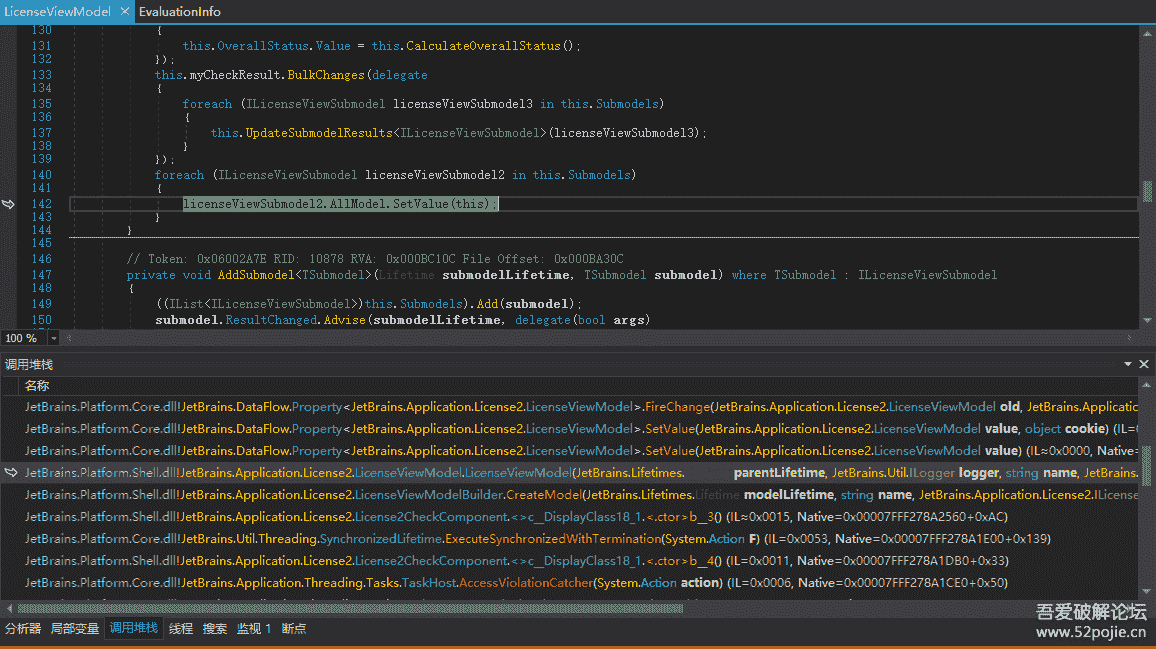 LicenseViewModel × EvaluationInfo
130 {
131 this.OverallStatus.Value = this.CalculateOverallStatus();
132 });
133 this.myCheckResult.BulkChanges(delegate
134 {
135 foreach (ILicenseViewSubmodel licenseViewSubmodel3 in this.Submodels)
136 {
137 this.UpdateSubmodelResults<ILicenseViewSubmodel>(licenseViewSubmodel3);
138 }
139 });
140 foreach (ILicenseViewSubmodel licenseViewSubmodel2 in this.Submodels)
141 {
142 licenseViewSubmodel2.AllModel.SetValue(this);
143 }
144 }
145
146 // Token: 0x06002A7E RID: 10878 RVA: 0x000BC10C File Offset: 0x000BA30C
147 private void AddSubmodel<TSubmodel>(Lifetime submodelLifetime, TSubmodel submodel) where TSubmodel : ILicenseViewSubmodel
148 {
149 ((IList<ILicenseViewSubmodel>)this.Submodels).Add(submodel);
150 submodel.ResultChanged.Advise(submodelLifetime, delegate(bool args)
100 %
调用堆栈
名称
JetBrains.Platform.Core.dll!JetBrains.DataFlow.Property<JetBrains.Application.License2.LicenseViewModel>.FireChange(JetBrains.Application.License2.LicenseViewModel old, JetBrains.Applicatic
JetBrains.Platform.Core.dll!JetBrains.DataFlow.Property<JetBrains.Application.License2.LicenseViewModel>.SetValue(JetBrains.Application.License2.LicenseViewModel value, object cookie) (IL=
JetBrains.Platform.Core.dll!JetBrains.DataFlow.Property<JetBrains.Application.License2.LicenseViewModel>.SetValue(JetBrains.Application.License2.LicenseViewModel value) (IL≈0x0000, Native=
JetBrains.Platform.Shell.dll!JetBrains.Application.License2.LicenseViewModel.LicenseViewModel(JetBrains.Lifetimes. parentLifetime, JetBrains.Util.ILogger logger, string name, JetBrains.
JetBrains.Platform.Shell.dll!JetBrains.Application.License2.LicenseViewModelBuilder.CreateModel(JetBrains.Lifetimes.Lifetime modelLifetime, string name, JetBrains.Application.License2.ILicense
JetBrains.Platform.Shell.dll!JetBrains.Application.License2.License2CheckComponent.<>c__DisplayClass18_1.<.ctor>b__3() (IL≈0x0015, Native=0x00007FFF278A2560+0xAC)
JetBrains.Platform.Core.dll!JetBrains.Util.Threading.SynchronizedLifetime.ExecuteSynchronizedWithTermination(System.Action F) (IL=0x0053, Native=0x00007FFF278A1E00+0x139)
JetBrains.Platform.Shell.dll!JetBrains.Application.License2.License2CheckComponent.<>c__DisplayClass18_1.<.ctor>b__4() (IL=0x0011, Native=0x00007FFF278A1DB0+0x33)
JetBrains.Platform.Core.dll!JetBrains.Application.Threading.Tasks.TaskHost.AccessViolationCatcher(System.Action action) (IL=0x0006, Native=0x00007FFF278A1CE0+0x50)
分析器 局部变量 调用堆栈 线程 搜索 监视 1 断点
吾爱破解论坛
www.52pojie.cn